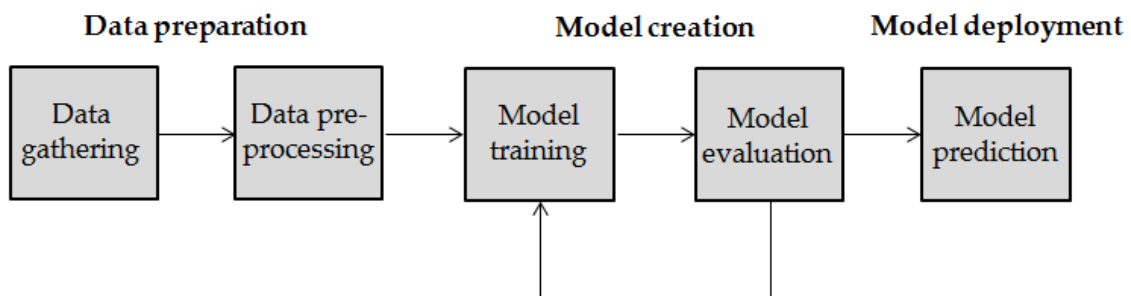 Data preparation
Model creation
Model deployment
Data
gathering
Data pre-
processing
Model
training
Model
evaluation
Model
prediction